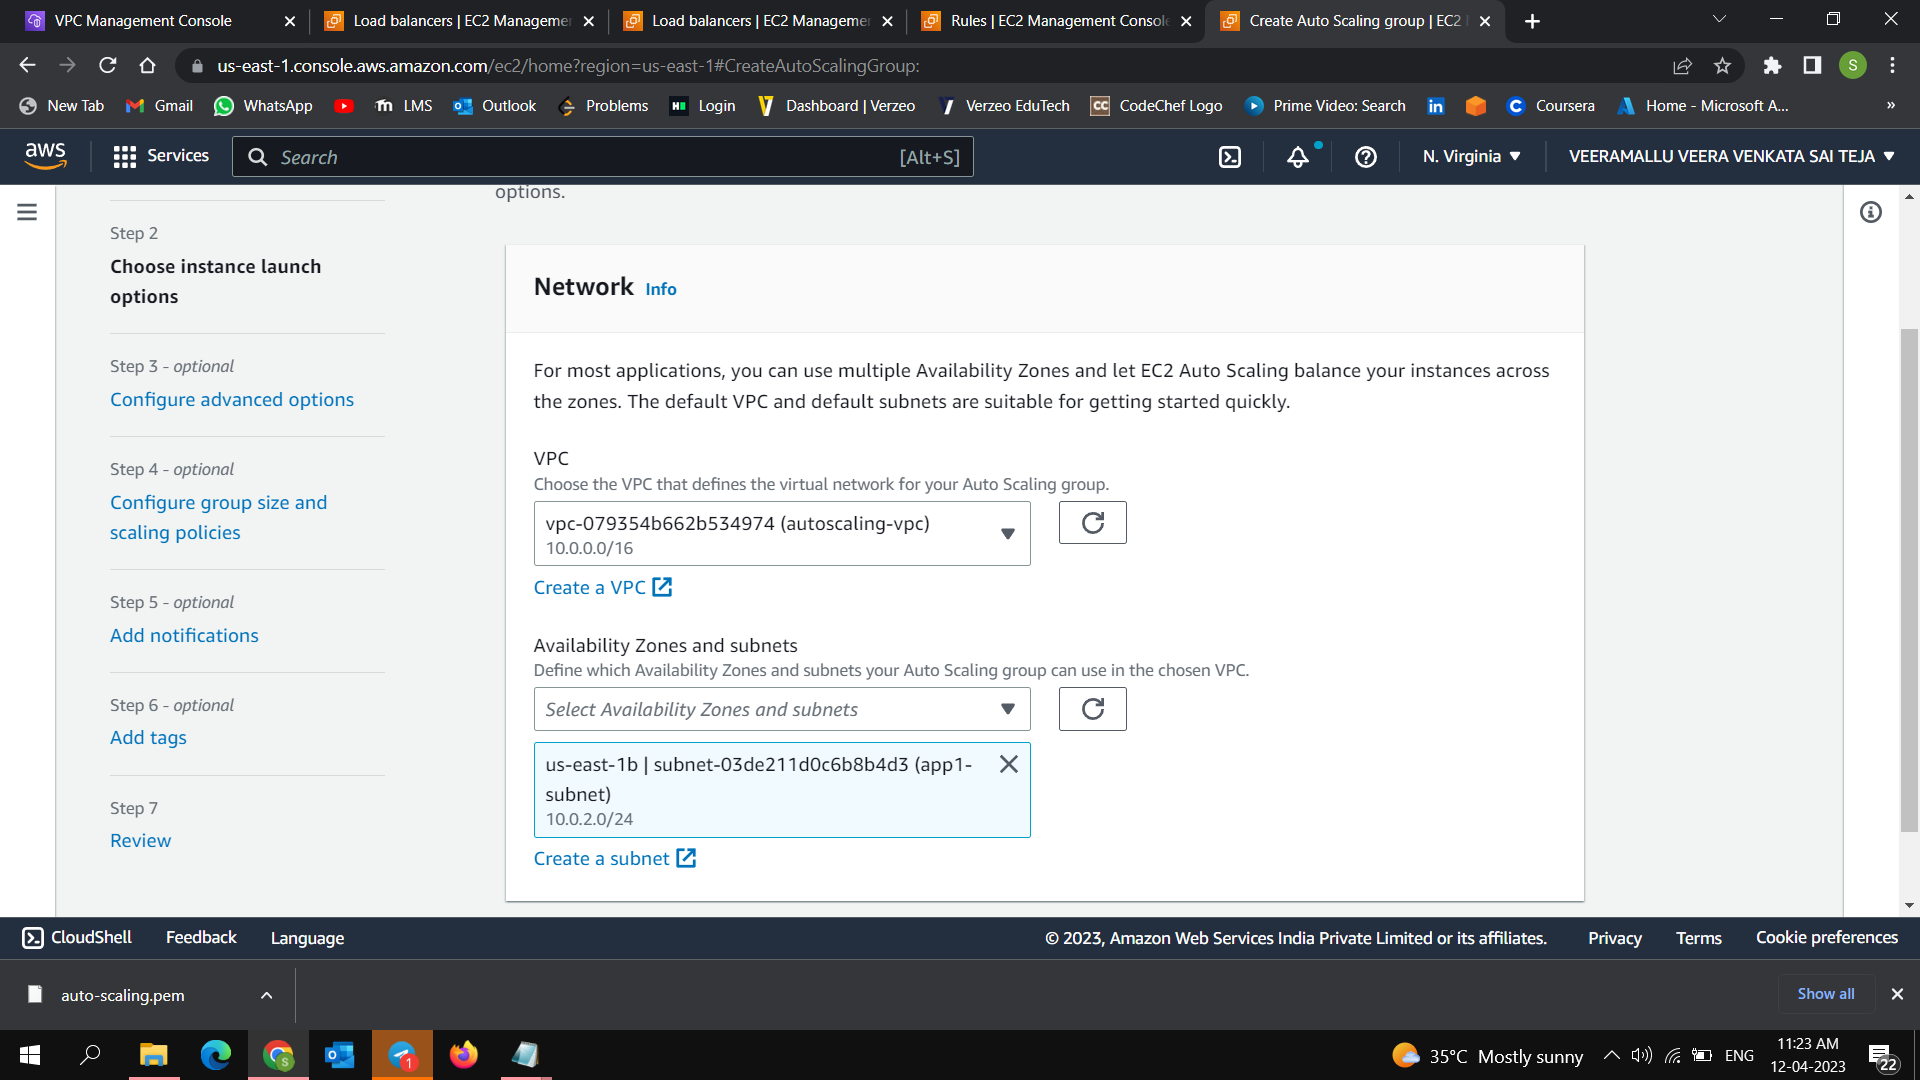 VPC Management Console
Load balancers | EC2 Manageme
Load balancers | EC2 Manageme
Rules | EC2 Management Console
Create Auto Scaling group | EC2 M
us-east-1.console.aws.amazon.com/ec2/home?region=us-east-1#CreateAutoScalingGroup:
S
New Tab
Gmail
WhatsApp
LMS
Outlook
Problems
Login
Dashboard | Verzeo
Verzeo EduTech
CC
CodeChef Logo
Prime Video: Search
in
Coursera
Home - Microsoft A...
»
aws
Services
Search
[Alt+S]
N. Virginia
VEERAMALLU VEERA VENKATA SAI TEJA
options.
Step 2
Choose instance launch
options
Step 3 - optional
Configure advanced options
Step 4 - optional
Configure group size and
scaling policies
Step 5 - optional
Add notifications
Step 6 - optional
Add tags
Step 7
Review
Network Info
For most applications, you can use multiple Availability Zones and let EC2 Auto Scaling balance your instances across
the zones. The default VPC and default subnets are suitable for getting started quickly.
VPC
Choose the VPC that defines the virtual network for your Auto Scaling group.
vpc-079354b662b534974 (autoscaling-vpc)
10.0.0.0/16
Create a VPC
Availability Zones and subnets
Define which Availability Zones and subnets your Auto Scaling group can use in the chosen VPC.
Select Availability Zones and subnets
us-east-1b | subnet-03de211d0c6b8b4d3 (app1-
subnet)
10.0.2.0/24
Create a subnet
CloudShell
Feedback
Language
© 2023, Amazon Web Services India Private Limited or its affiliates.
Privacy
Terms
Cookie preferences
auto-scaling.pem
Show all
S
1
35°C Mostly sunny
ENG
11:23 AM
12-04-2023
22